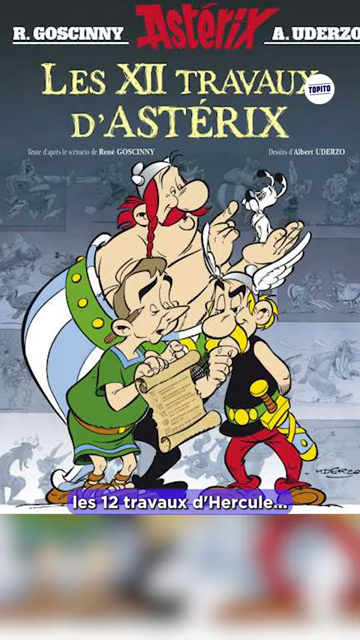 R. GOSCINNY Astérix A. UDERZO
LES XII TRAVAUX
TOPITO
D'ASTÉRIX
Texte d'après le scénario de René GOSCINNY Dessins d'Albert UDERZO
UDERZO
les 12 travaux d'Hercule...